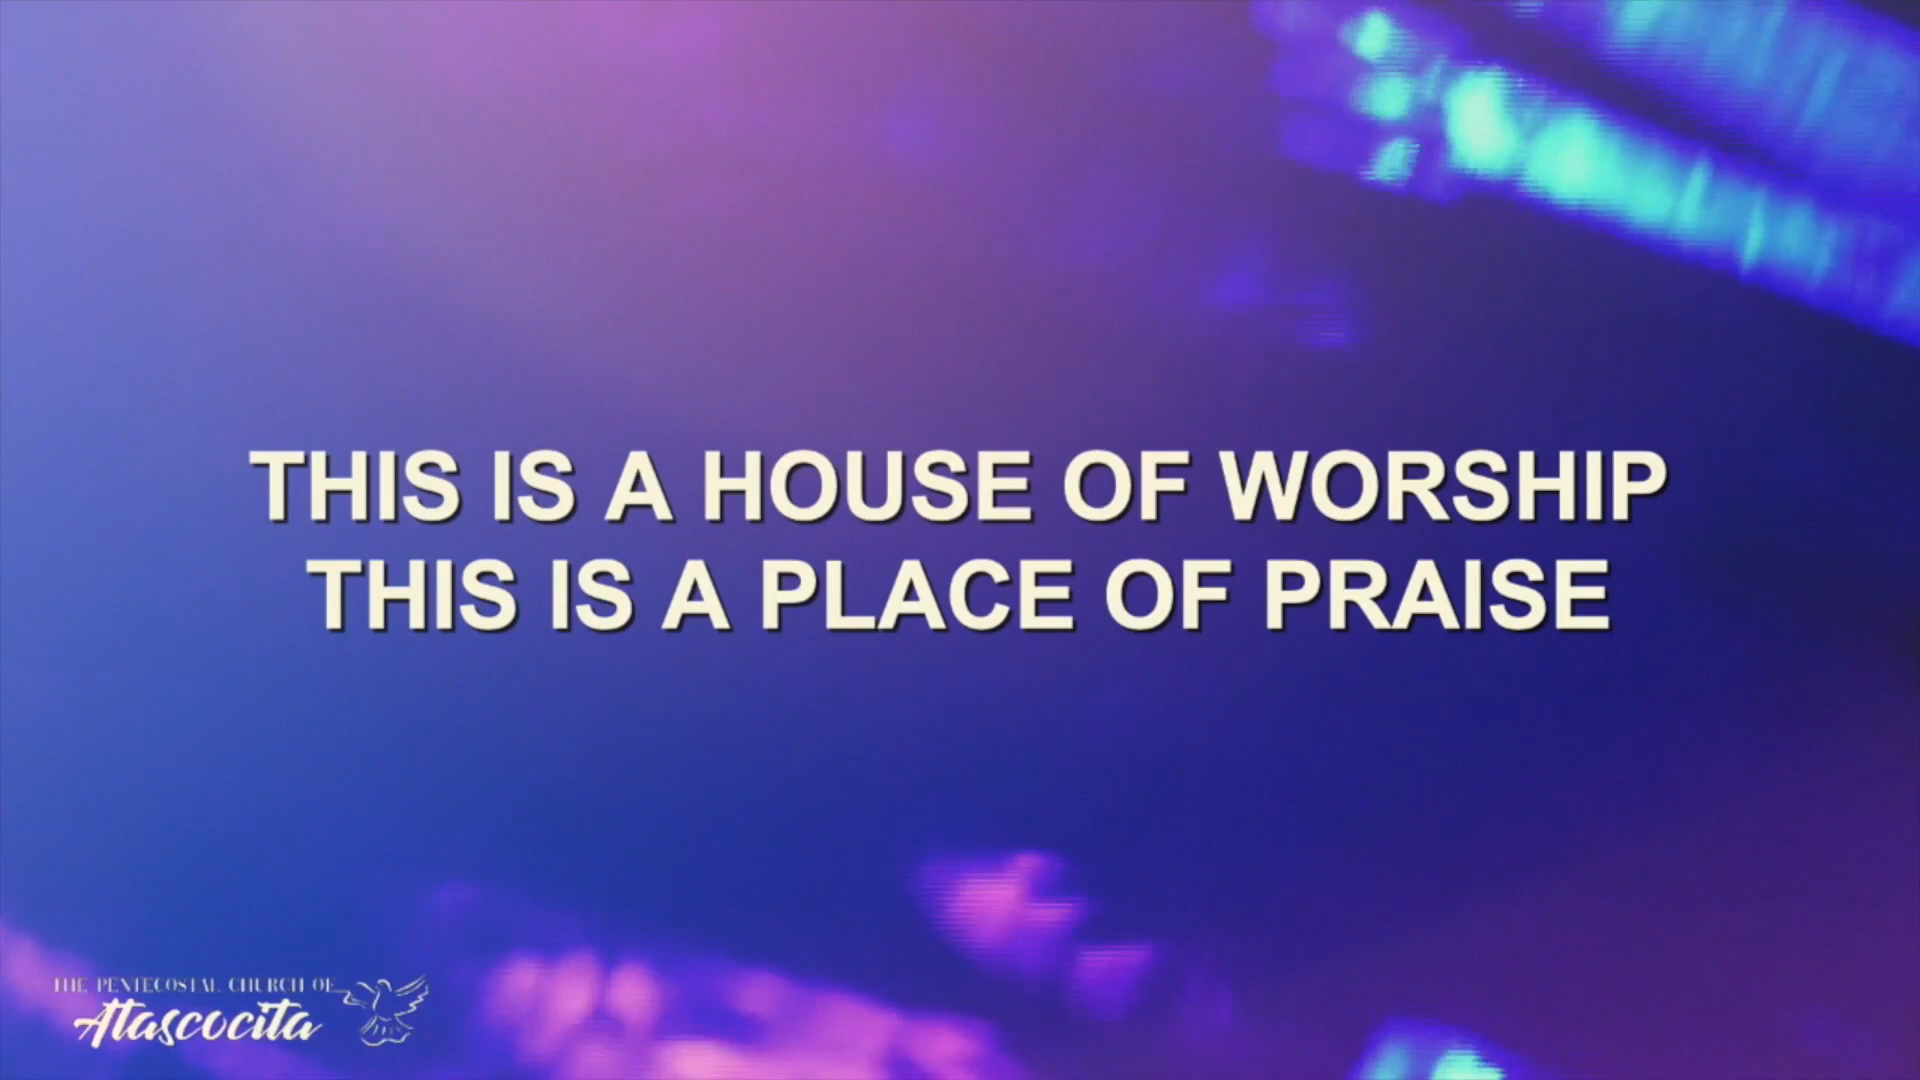 THIS IS A HOUSE OF WORSHIP
THIS IS A PLACE OF PRAISE
THE PENTECOSTAL CHURCH OF
Atascocita